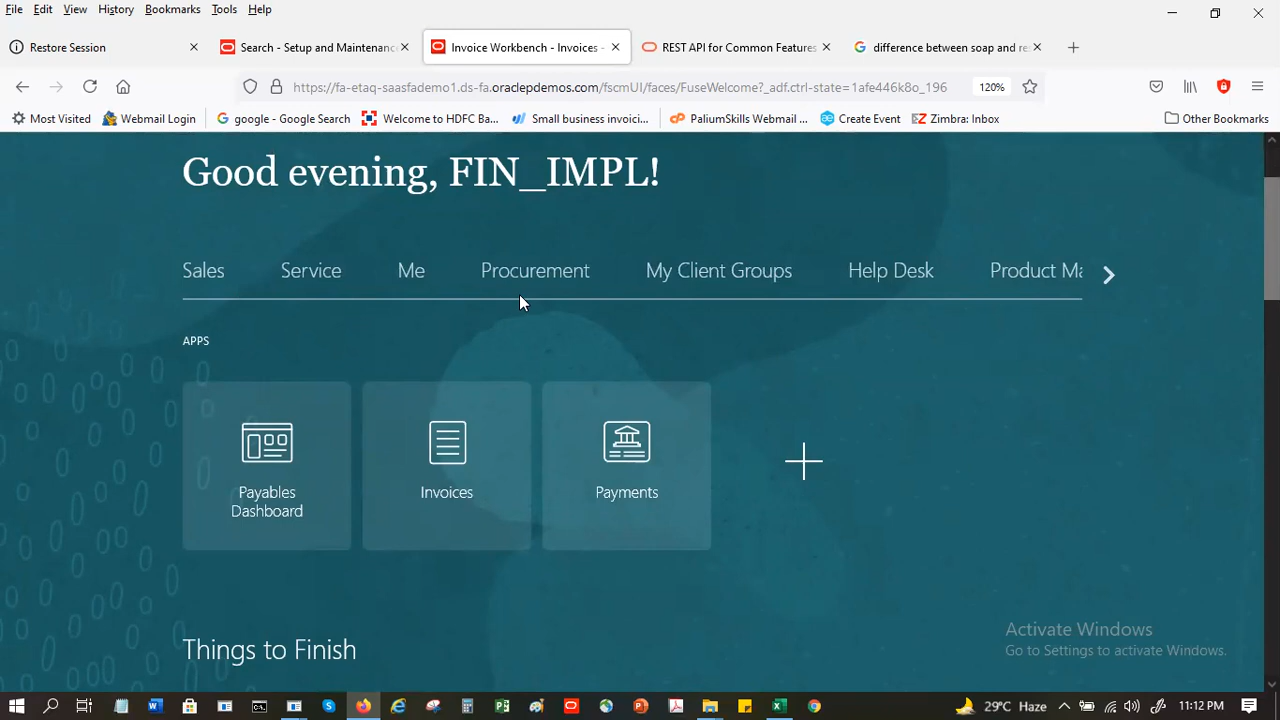 File Edit View History Bookmarks Tools Help
Restore Session
Search - Setup and Maintenance
Invoice Workbench - Invoices -
REST API for Common Features
difference between soap and re
https://fa-etaq-saasfademo1.ds-fa.oracledemos.com/fscmUI/faces/FuseWelcome?_adf.ctrl-state=1afe446k8o_196
120%
Most Visited
Webmail Login
google - Google Search
Welcome to HDFC Ba...
Small business invoici...
PaliumSkills Webmail ...
Create Event
Zimbra: Inbox
Other Bookmarks
Good evening, FIN_IMPL!
Sales Service Me Procurement My Client Groups Help Desk Product Ma
APPS
Payables
Dashboard
Invoices
Payments
Things to Finish
Activate Windows
Go to Settings to activate Windows.
29°C Haze
11:12 PM